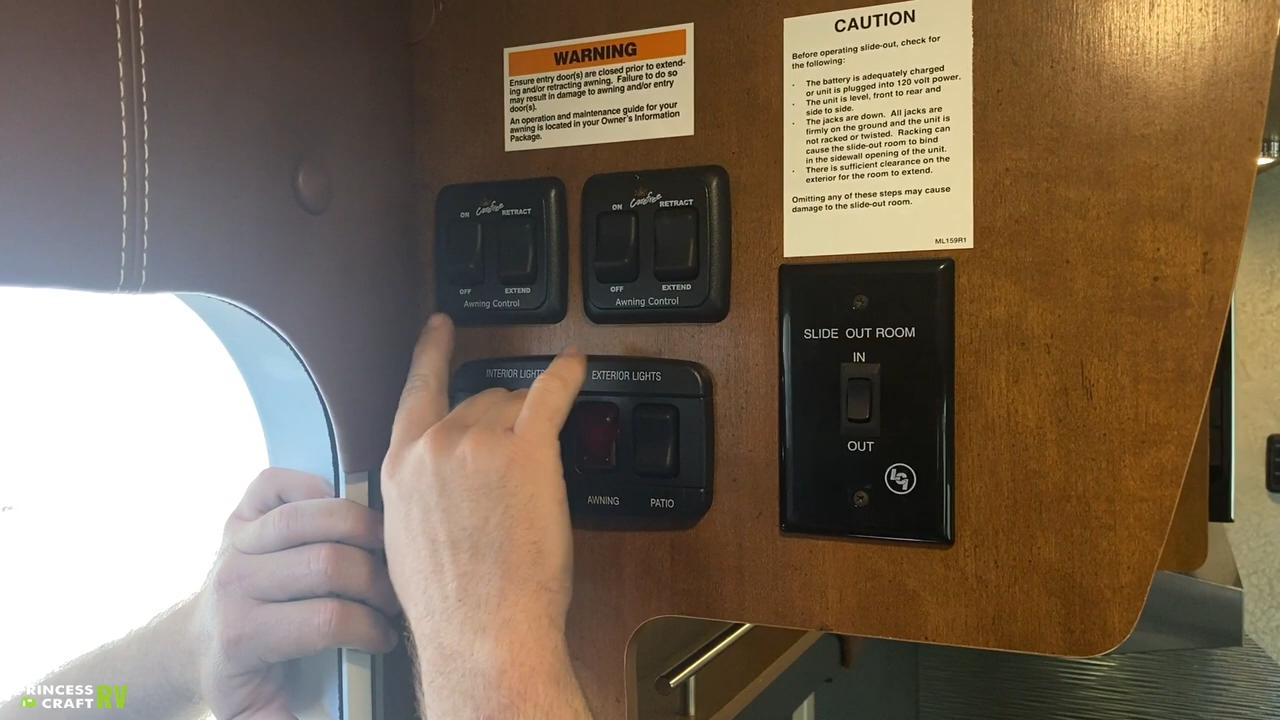 WARNING
Ensure entry door(s) are closed prior to extend-
ing and/or retracting awning. Failure to do so
may result in damage to awning and/or entry
door(s).
An operation and maintenance guide for your
awning is located in your Owner's Information
Package.
CAUTION
Before operating slide-out, check for
the following:
· The battery is adequately charged
or unit is plugged into 120 volt power.
· The unit is level, front to rear and
side to side.
· The jacks are down. All jacks are
firmly on the ground and the unit is
not racked or twisted. Racking can
cause the slide-out room to bind
in the sidewall opening of the unit.
· There is sufficient clearance on the
exterior for the room to extend.
Omitting any of these steps may cause
damage to the slide-out room.
ML159R1
ON Carefree RETRACT
OFF EXTEND
Awning Control
ON Carefree RETRACT
OFF EXTEND
Awning Control
INTERIOR LIGHTS EXTERIOR LIGHTS
AWNING PATIO
SLIDE OUT ROOM
IN
OUT
LCI
PRINCESS
CRAFT RV